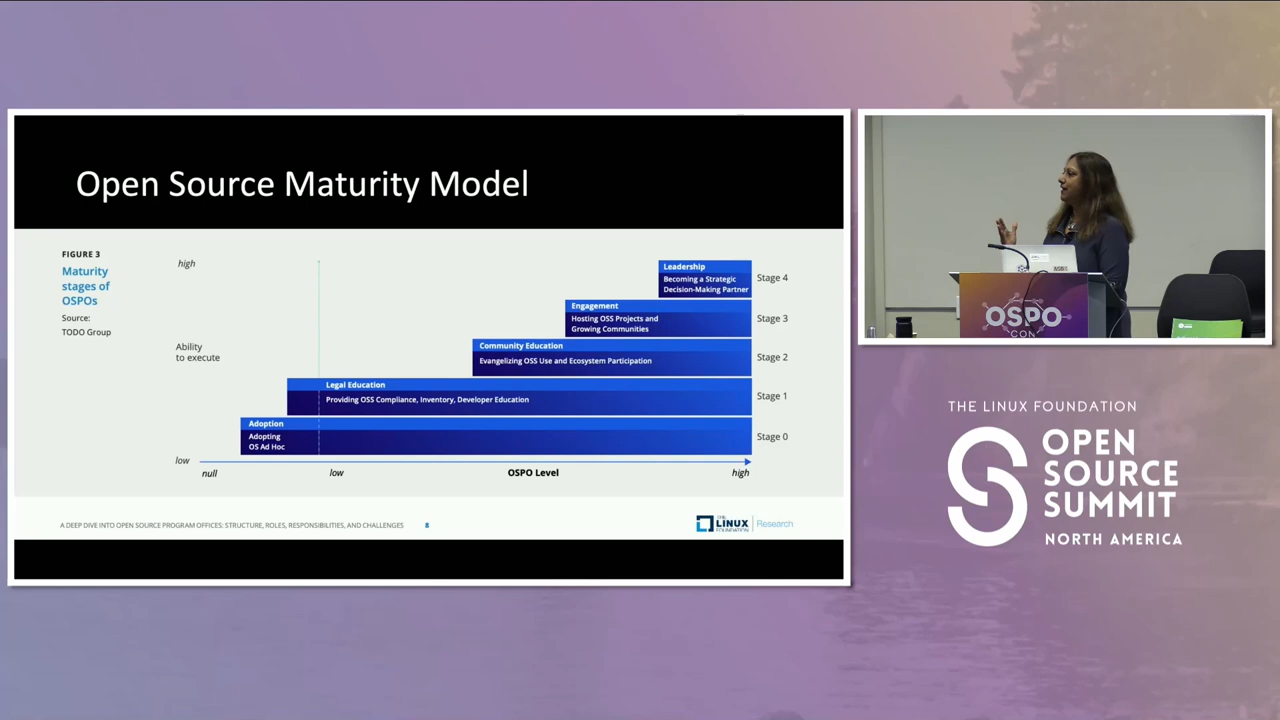 Open Source Maturity Model
FIGURE 3
Maturity
stages of
OSPOs
Source:
TODO Group
high
Ability
to execute
low
Leadership
Becoming a Strategic
Decision-Making Partner
Stage 4
Engagement
Hosting OSS Projects and
Growing Communities
Stage 3
Community Education
Evangelizing OSS Use and Ecosystem Participation
Stage 2
Legal Education
Providing OSS Compliance, Inventory, Developer Education
Stage 1
Adoption
Adopting
OS Ad Hoc
Stage 0
null
low
OSPO Level
high
A DEEP DIVE INTO OPEN SOURCE PROGRAM OFFICES: STRUCTURE, ROLES, RESPONSIBILITIES, AND CHALLENGES
8
THE
LINUX
FOUNDATION
Research
OSPO
CON
THE LINUX FOUNDATION
OPEN
SOURCE
SUMMIT
NORTH AMERICA